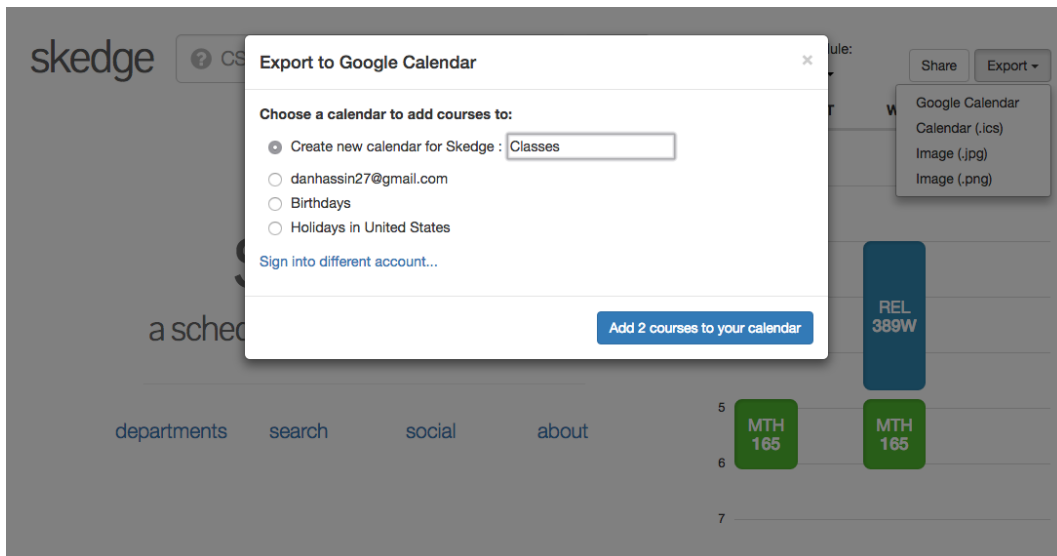 skedge
CS
Export to Google Calendar
×
Choose a calendar to add courses to:
Create new calendar for Skedge : Classes
danhassin27@gmail.com
Birthdays
Holidays in United States
Sign into different account...
Add 2 courses to your calendar
Share
Export
Google Calendar
Calendar (.ics)
Image (.jpg)
Image (.png)
T
W
a sched
departments
search
social
about
REL
389W
5
MTH
165
MTH
165
6
7